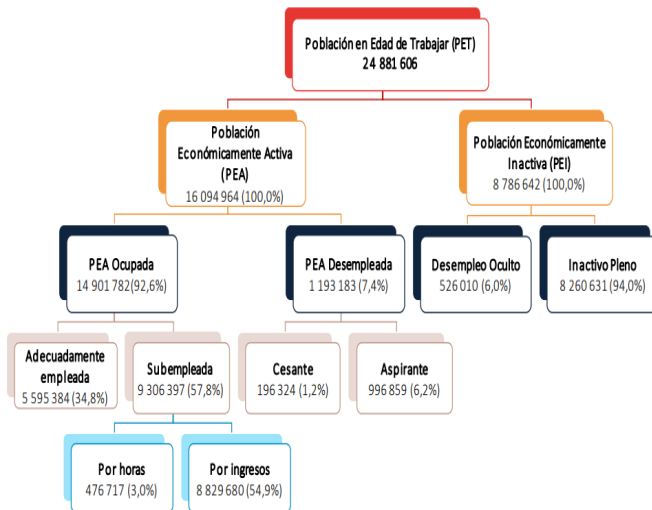 Población en Edad de Trabajar (PET)
24 881 606
Población
Económicamente Activa
(PEA)
16 094 964 (100,0%)
Población Económicamente
Inactiva (PEI)
8 786 642 (100,0%)
PEA Ocupada
14 901 782(92,6%)
PEA Desempleada
1 193 183 (7,4%)
Desempleo Oculto
526 010 (6,0%)
Inactivo Pleno
8 260 631 (94,0%)
Adecuadamente
empleada
5 595 384 (34,8%)
Subempleada
9 306 397 (57,8%)
Cesante
196 324 (1,2%)
Aspirante
996 859 (6,2%)
Por horas
476 717 (3,0%)
Por ingresos
8 829 680 (54,9%)